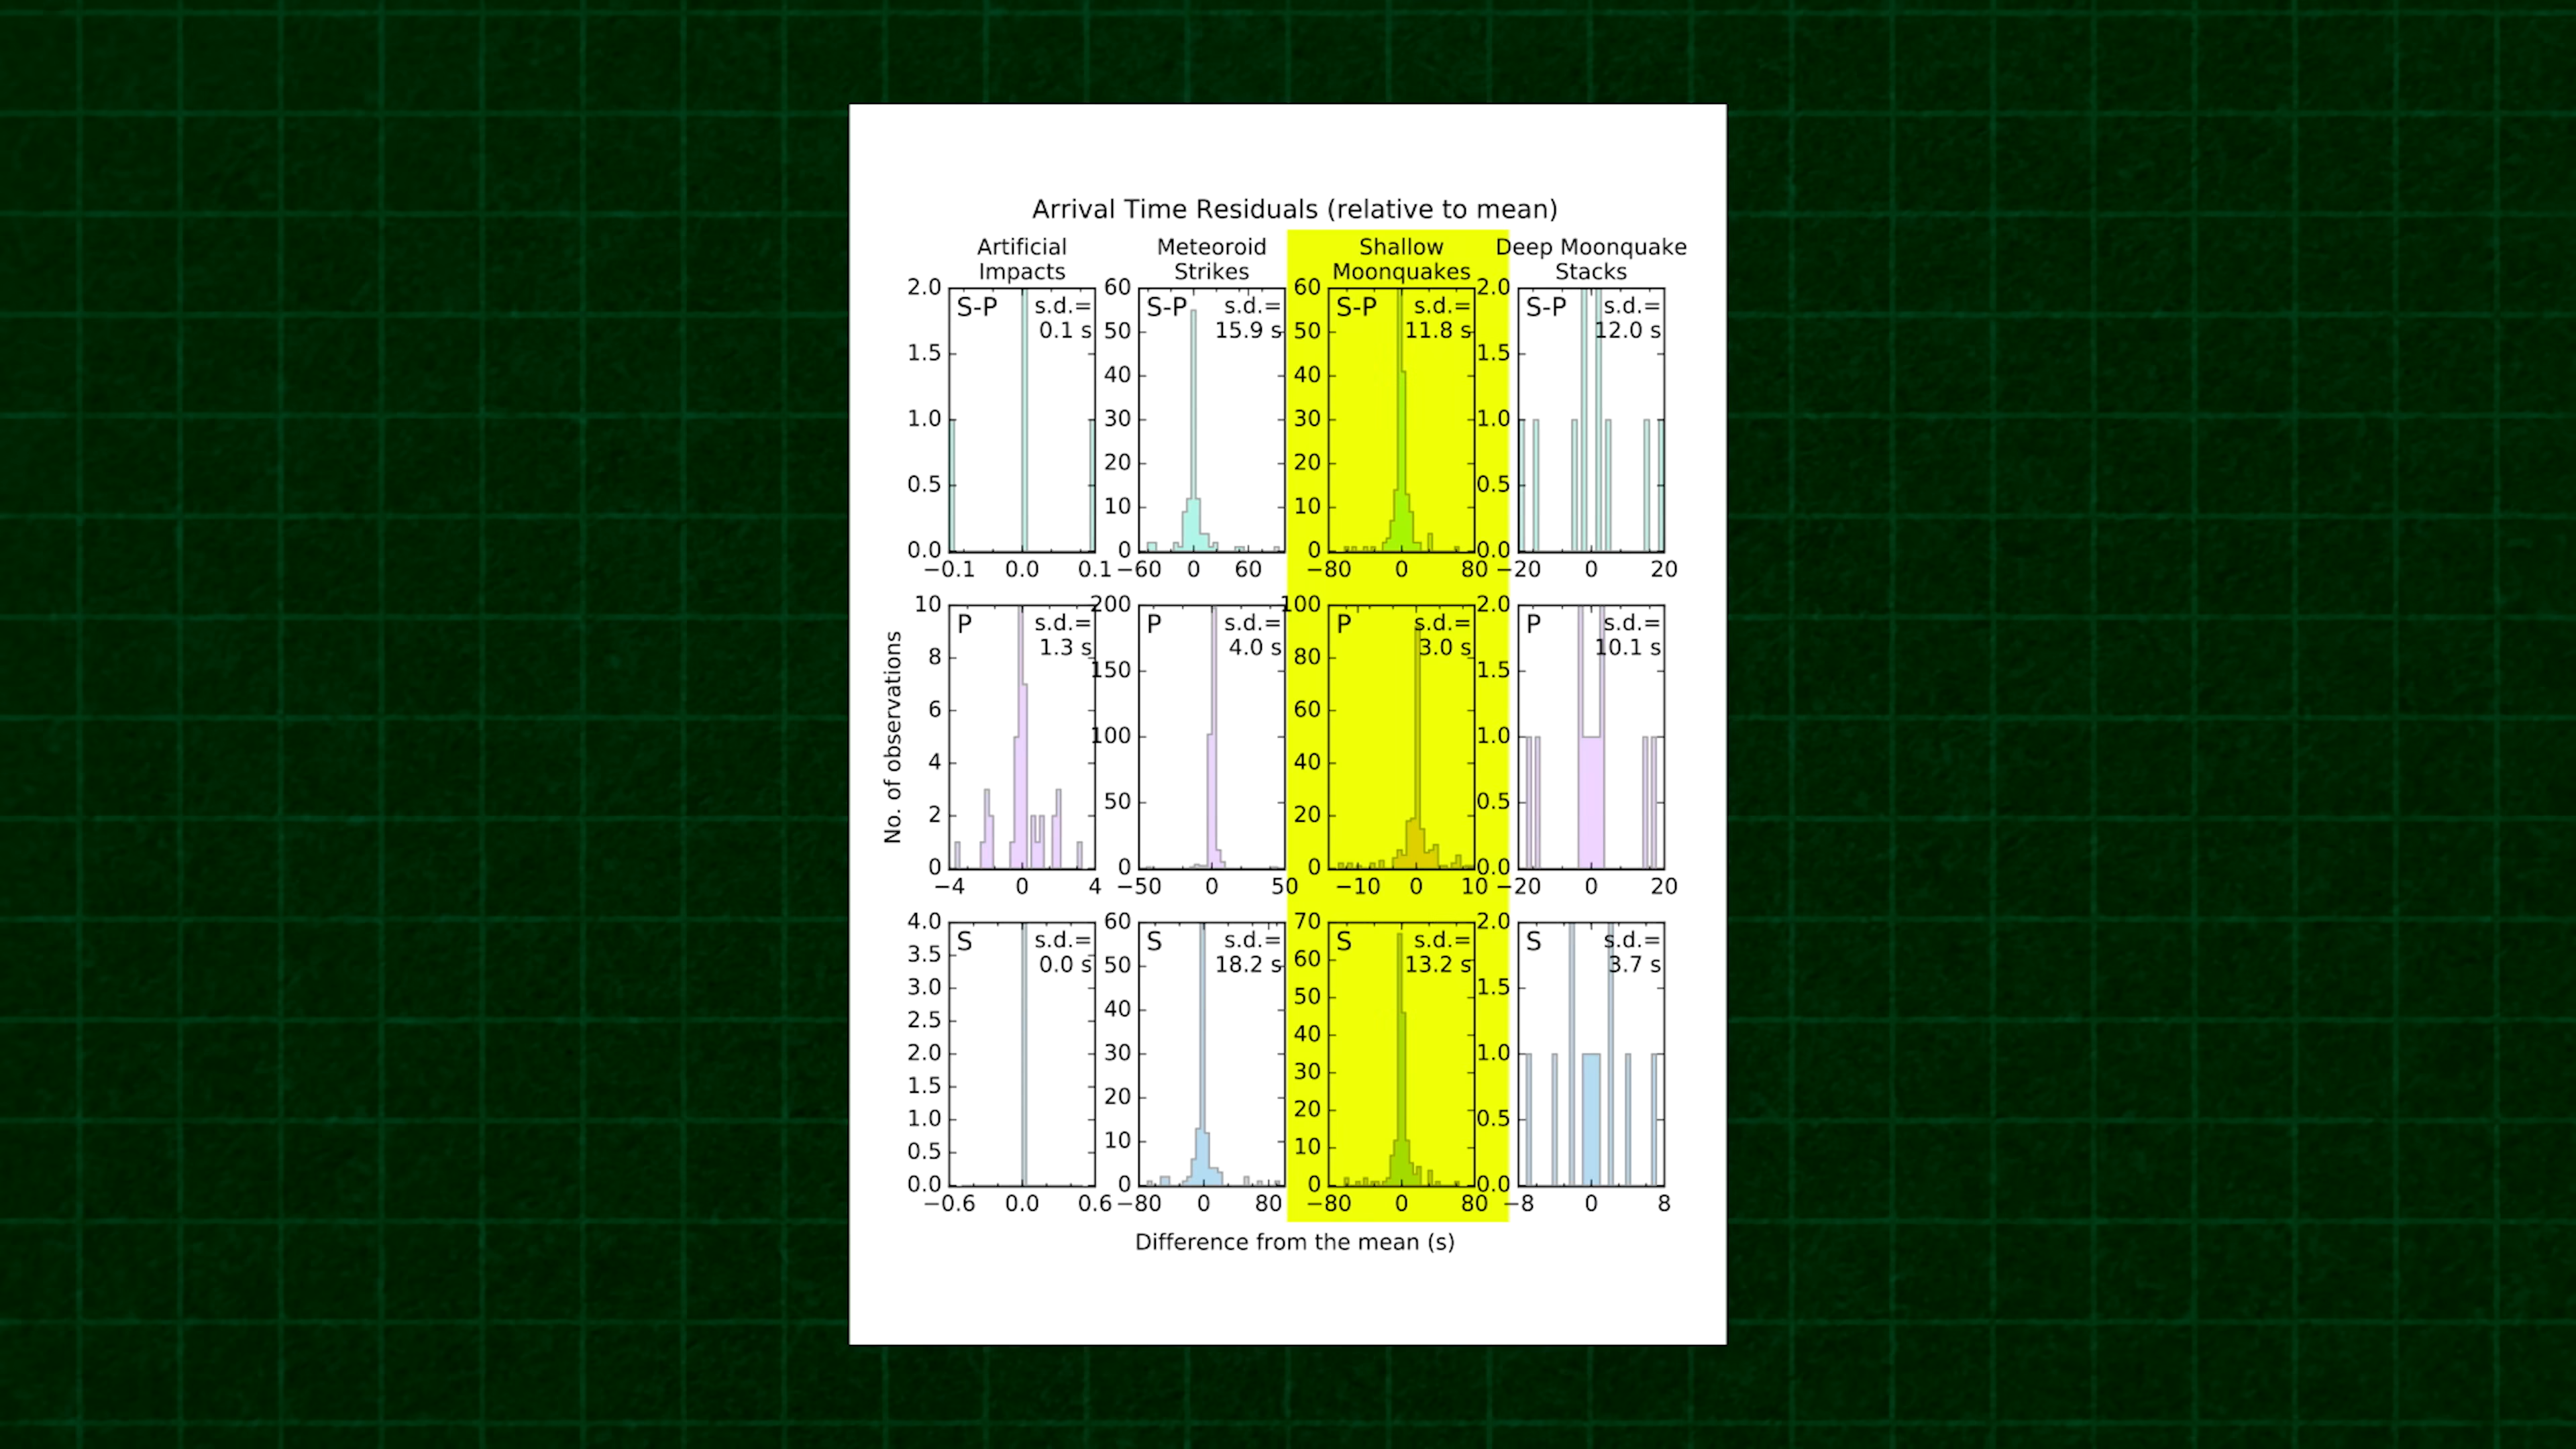 Arrival Time Residuals (relative to mean)
Artificial Impacts
Meteoroid Strikes
Shallow Moonquakes
Deep Moonquake Stacks
S-P s.d.= 0.1 s
2.0
1.5
1.0
0.5
0.0
−0.1 0.0 0.1
S-P s.d.= 15.9 s
60
50
40
30
20
10
0
−60 0 60
S-P s.d.= 11.8 s
60
50
40
30
20
10
0
−80 0 80
S-P s.d.= 12.0 s
2.0
1.5
1.0
0.5
0.0
−20 0 20
No. of observations
P s.d.= 1.3 s
10
8
6
4
2
0
−4 0 4
P s.d.= 4.0 s
200
150
100
50
0
−50 0 50
P s.d.= 3.0 s
100
80
60
40
20
0
−10 0 10
P s.d.= 10.1 s
2.0
1.5
1.0
0.5
0.0
−20 0 20
S s.d.= 0.0 s
4.0
3.5
3.0
2.5
2.0
1.5
1.0
0.5
0.0
−0.6 0.0 0.6
S s.d.= 18.2 s
60
50
40
30
20
10
0
−80 0 80
S s.d.= 13.2 s
70
60
50
40
30
20
10
0
−80 0 80
S s.d.= 3.7 s
2.0
1.5
1.0
0.5
0.0
−8 0 8
Difference from the mean (s)